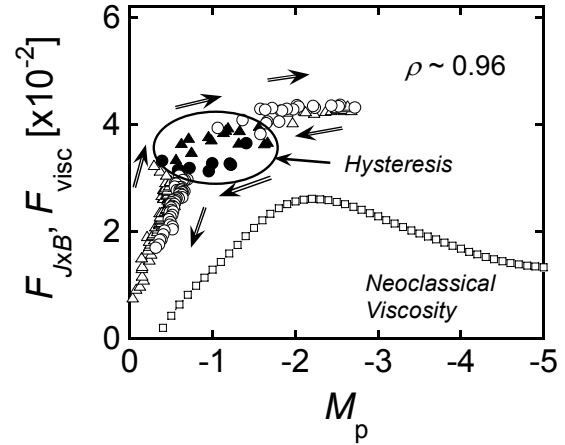 F_JxB, F_visc [x10^-2]
6
4
2
0
ρ ~ 0.96
Hysteresis
Neoclassical
Viscosity
0 -1 -2 -3 -4 -5
M_p